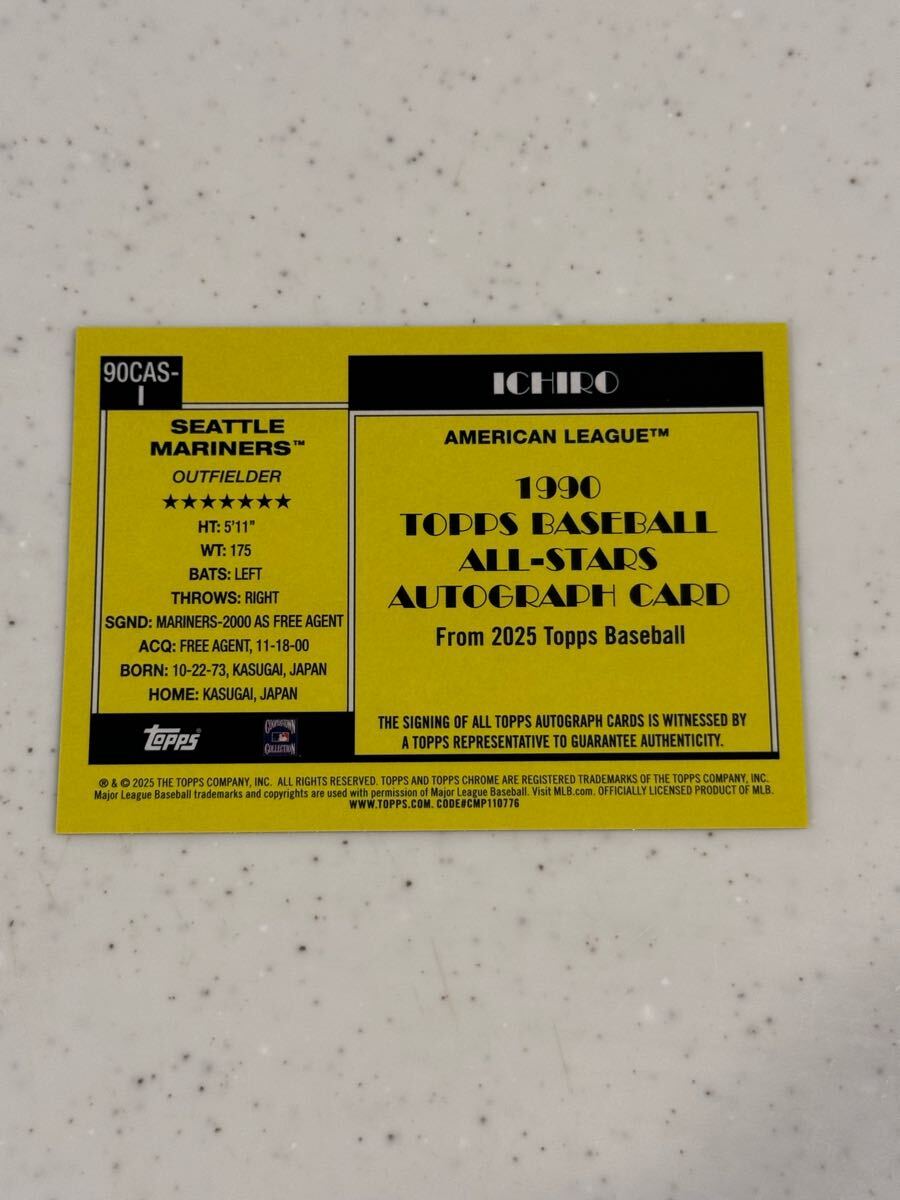 90CAS-
I
SEATTLE
MARINERS™
OUTFIELDER
★★★★★★★
HT: 5'11"
WT: 175
BATS: LEFT
THROWS: RIGHT
SGND: MARINERS-2000 AS FREE AGENT
ACQ: FREE AGENT, 11-18-00
BORN: 10-22-73, KASUGAI, JAPAN
HOME: KASUGAI, JAPAN
topps®
COOPERSTOWN
COLLECTION
ICHIRO
AMERICAN LEAGUE™
1990
TOPPS BASEBALL
ALL-STARS
AUTOGRAPH CARD
From 2025 Topps Baseball
THE SIGNING OF ALL TOPPS AUTOGRAPH CARDS IS WITNESSED BY
A TOPPS REPRESENTATIVE TO GUARANTEE AUTHENTICITY.
® & © 2025 THE TOPPS COMPANY, INC. ALL RIGHTS RESERVED. TOPPS AND TOPPS CHROME ARE REGISTERED TRADEMARKS OF THE TOPPS COMPANY, INC.
Major League Baseball trademarks and copyrights are used with permission of Major League Baseball. Visit MLB.com. OFFICIALLY LICENSED PRODUCT OF MLB.
WWW.TOPPS.COM. CODE#CMP110776